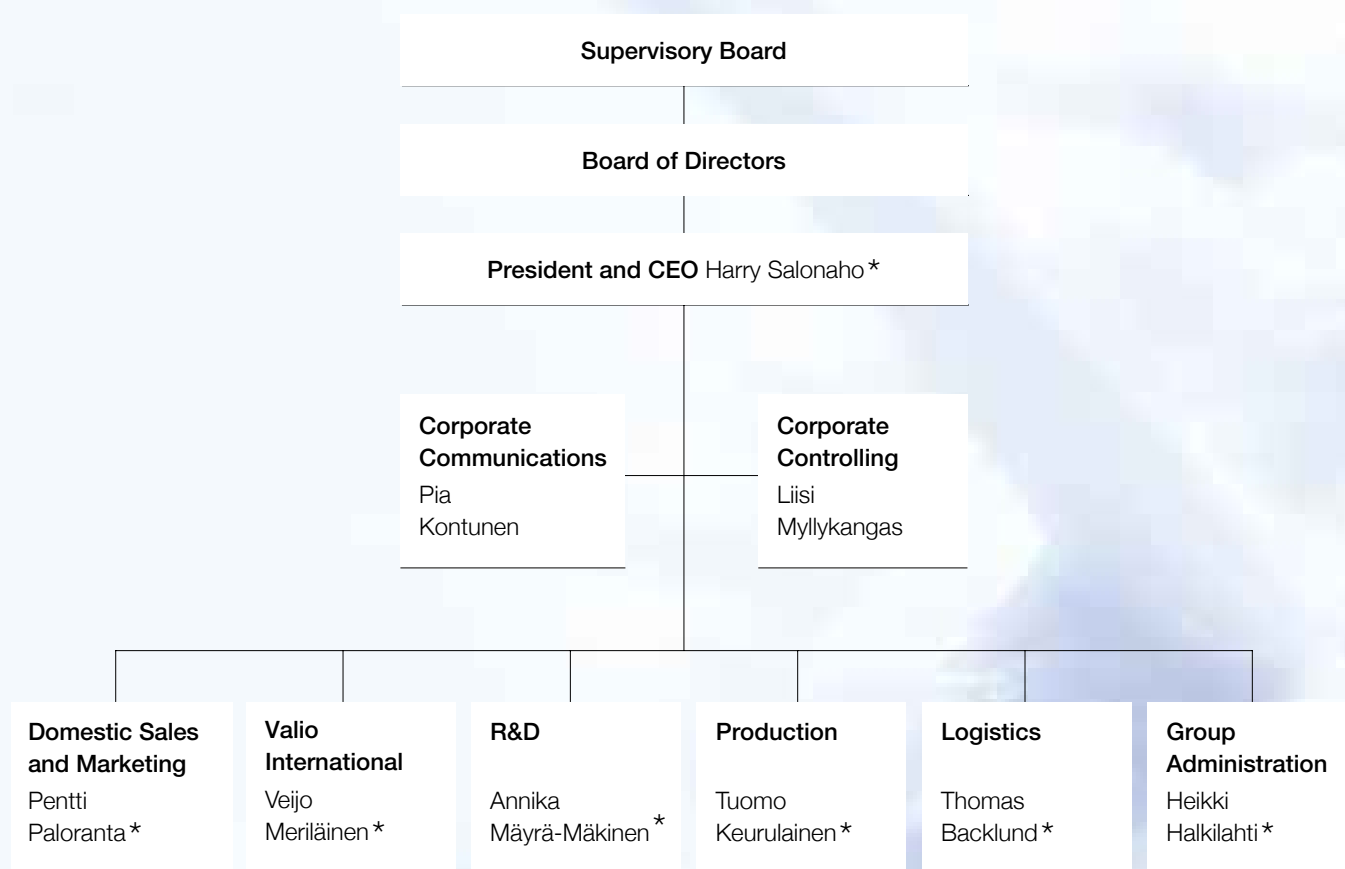 Supervisory Board
Board of Directors
President and CEO Harry Salonaho*
Corporate
Communications
Pia
Kontunen
Corporate
Controlling
Liisi
Myllykangas
Domestic Sales
and Marketing
Pentti
Paloranta*
Valio
International
Veijo
Meriläinen*
R&D
Annika
Mäyrä-Mäkinen*
Production
Tuomo
Keurulainen*
Logistics
Thomas
Backlund*
Group
Administration
Heikki
Halkilahti*